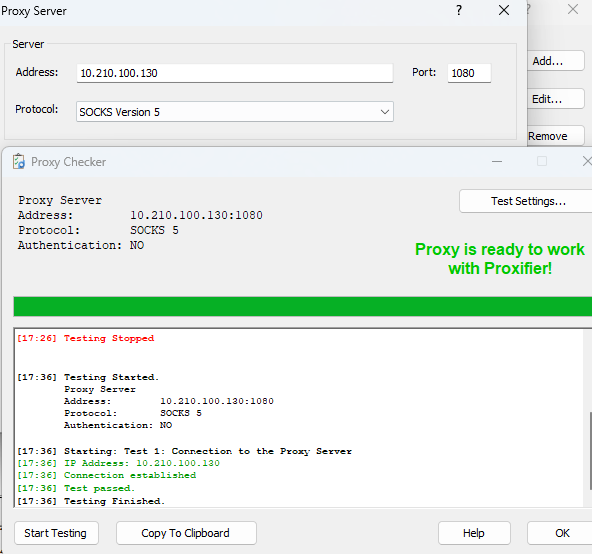 Proxy Server ? ×
Server
Address: 10.210.100.130 Port: 1080
Add...
Protocol: SOCKS Version 5
Edit...
Remove
Proxy Checker
Proxy Server
Address: 10.210.100.130:1080
Protocol: SOCKS 5
Authentication: NO
Test Settings...
Proxy is ready to work
with Proxifier!
[17:26] Testing Stopped
[17:36] Testing Started.
Proxy Server
Address: 10.210.100.130:1080
Protocol: SOCKS 5
Authentication: NO
[17:36] Starting: Test 1: Connection to the Proxy Server
[17:36] IP Address: 10.210.100.130
[17:36] Connection established
[17:36] Test passed.
[17:36] Testing Finished.
Start Testing Copy To Clipboard Help OK